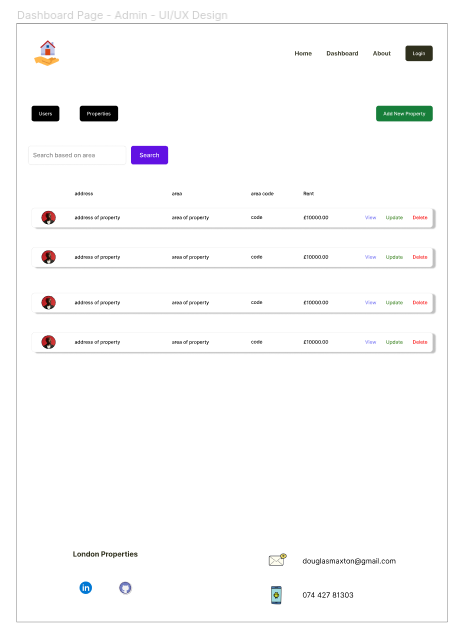 Dashboard Page - Admin - UI/UX Design
Home Dashboard About Login
Users Properties Add New Property
Search based on area Search
address area area code Rent
address of property area of property code £10000.00 View Update Delete
address of property area of property code £10000.00 View Update Delete
address of property area of property code £10000.00 View Update Delete
address of property area of property code £10000.00 View Update Delete
London Properties
douglasmaxton@gmail.com
in
074 427 81303